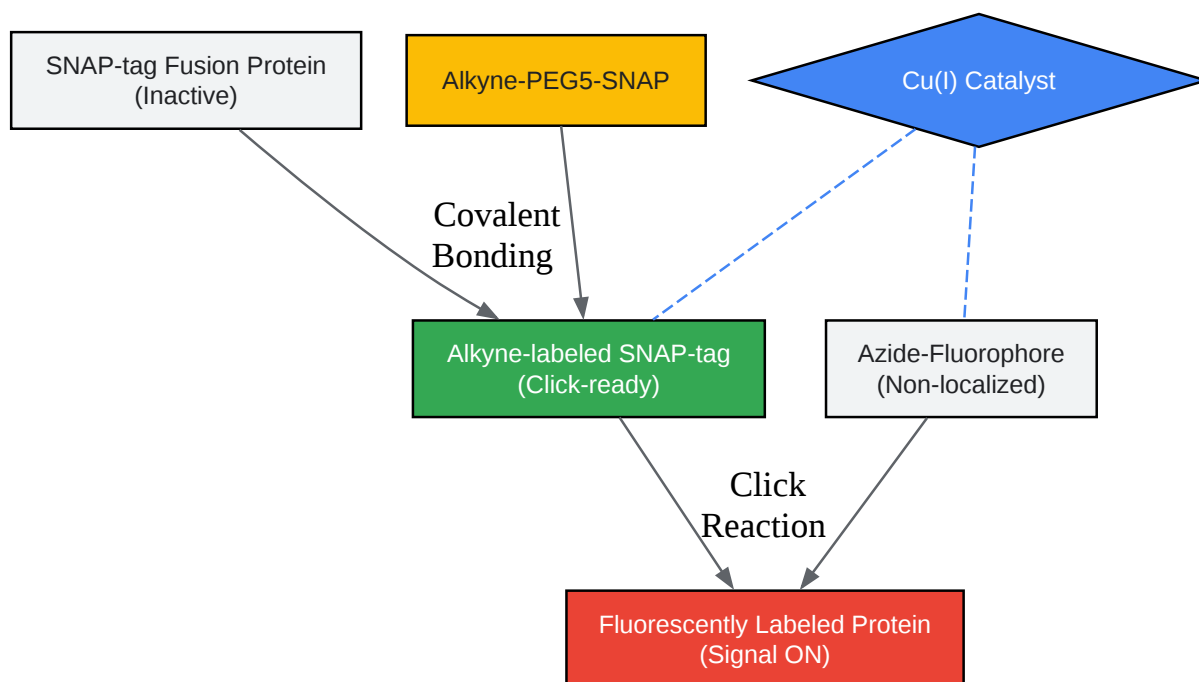 SNAP-tag Fusion Protein
(Inactive)
Alkyne-PEG5-SNAP
Cu(I) Catalyst
Covalent
Bonding
Alkyne-labeled SNAP-tag
(Click-ready)
Azide-Fluorophore
(Non-localized)
Click
Reaction
Fluorescently Labeled Protein
(Signal ON)